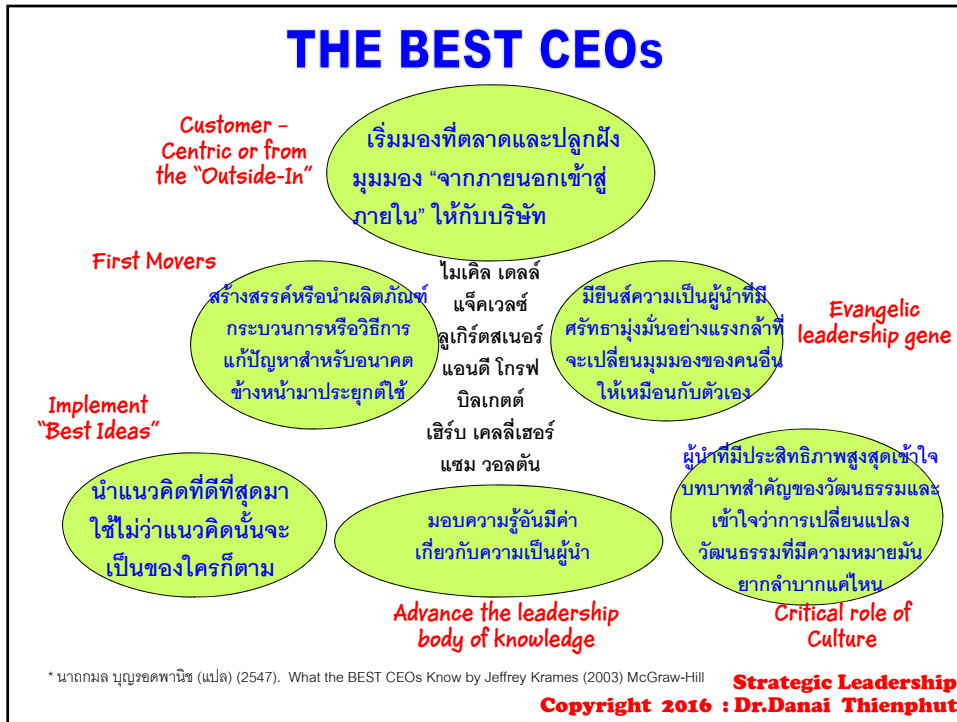 THE BEST CEOs
Customer –
Centric or from
the “Outside-In”
เริ่มมองที่ตลาดและปลูกฝัง
มุมมอง “จากภายนอกเข้าสู่
ภายใน” ให้กับบริษัท
First Movers
สร้างสรรค์หรือนำผลิตภัณฑ์
กระบวนการหรือวิธีการ
แก้ปัญหาสำหรับอนาคต
ข้างหน้ามาประยุกต์ใช้
ไมเคิล เดลล์
แจ็คเวลซ์
ลูเกิร์ตสเนอร์
แอนดี โกรฟ
บิลเกตต์
เฮิร์บ เคลลี่เฮอร์
แซม วอลตัน
มียีนส์ความเป็นผู้นำที่มี
ศรัทธามุ่งมั่นอย่างแรงกล้าที่
จะเปลี่ยนมุมมองของคนอื่น
ให้เหมือนกับตัวเอง
Evangelic
leadership gene
Implement
“Best Ideas”
นำแนวคิดที่ดีที่สุดมา
ใช้ไม่ว่าแนวคิดนั้นจะ
เป็นของใครก็ตาม
มอบความรู้อันมีค่า
เกี่ยวกับความเป็นผู้นำ
Advance the leadership
body of knowledge
ผู้นำที่มีประสิทธิภาพสูงสุดเข้าใจ
บทบาทสำคัญของวัฒนธรรมและ
เข้าใจว่าการเปลี่ยนแปลง
วัฒนธรรมที่มีความหมายมัน
ยากลำบากแค่ไหน
Critical role of
Culture
* นาถกมล บุญรอดพานิช (แปล) (2547). What the BEST CEOs Know by Jeffrey Krames (2003) McGraw-Hill
Strategic Leadership
Copyright 2016 : Dr.Danai Thienphut